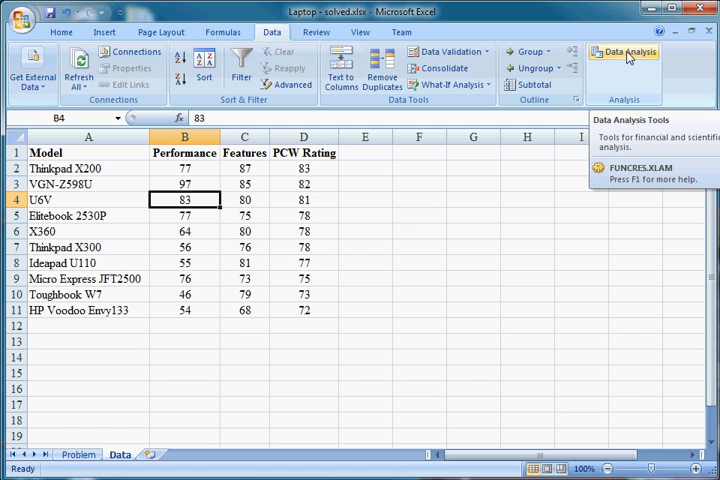 Laptop - solved.xlsx - Microsoft Excel
Home Insert Page Layout Formulas Data Review View Team
Get External Data
Refresh All
Connections
Properties
Edit Links
Connections
Sort
Filter
Clear
Reapply
Advanced
Sort & Filter
Text to Columns
Remove Duplicates
Data Validation
Consolidate
What-If Analysis
Data Tools
Group
Ungroup
Subtotal
Outline
Data Analysis
Analysis
B4 fx 83
Data Analysis Tools
Tools for financial and scientific
analysis.
FUNCRES.XLAM
Press F1 for more help.
A B C D E F G H I
1 Model Performance Features PCW Rating
2 Thinkpad X200 77 87 83
3 VGN-Z598U 97 85 82
4 U6V 83 80 81
5 Elitebook 2530P 77 75 78
6 X360 64 80 78
7 Thinkpad X300 56 76 78
8 Ideapad U110 55 81 77
9 Micro Express JFT2500 76 73 75
10 Toughbook W7 46 79 73
11 HP Voodoo Envy133 54 68 72
12
13
14
15
16
17
18
19
Problem Data
Ready 100%